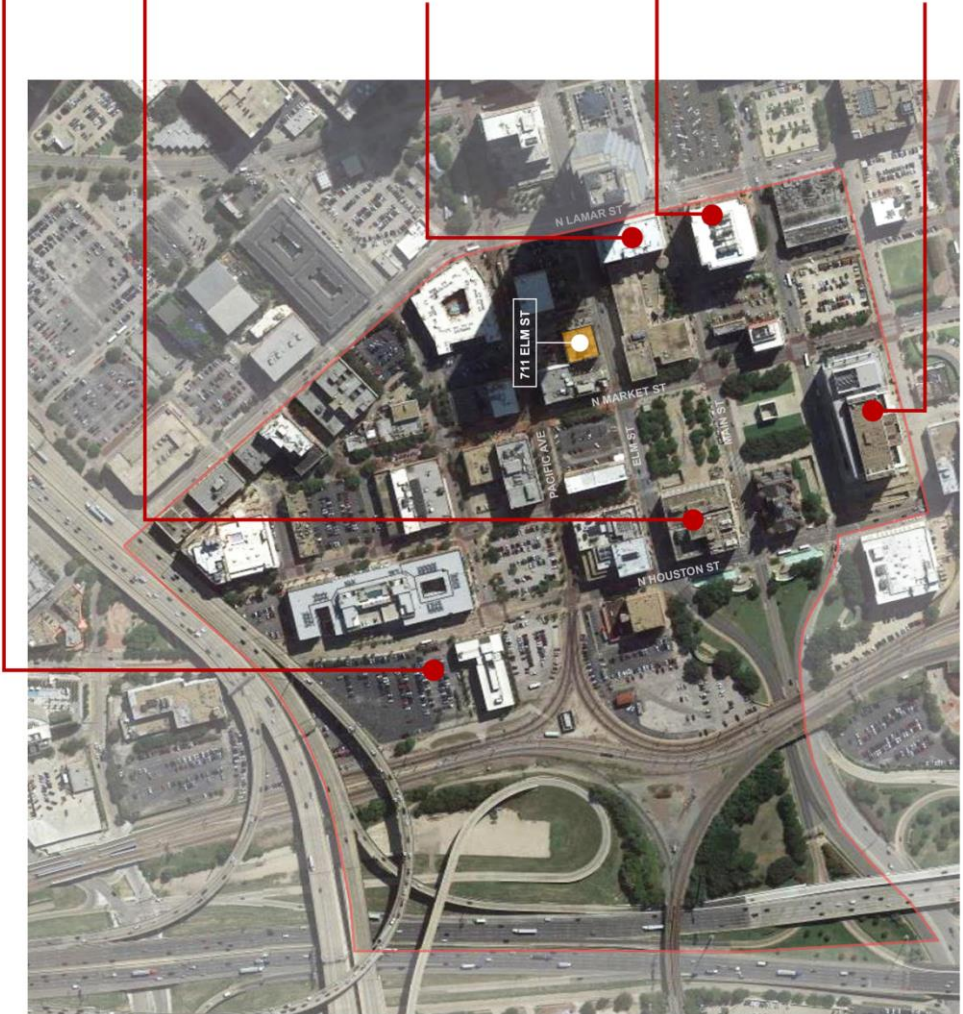 N LAMAR ST
711 ELM ST
N MARKET ST
MAIN ST
ELM ST
PACIFIC AVE
N HOUSTON ST